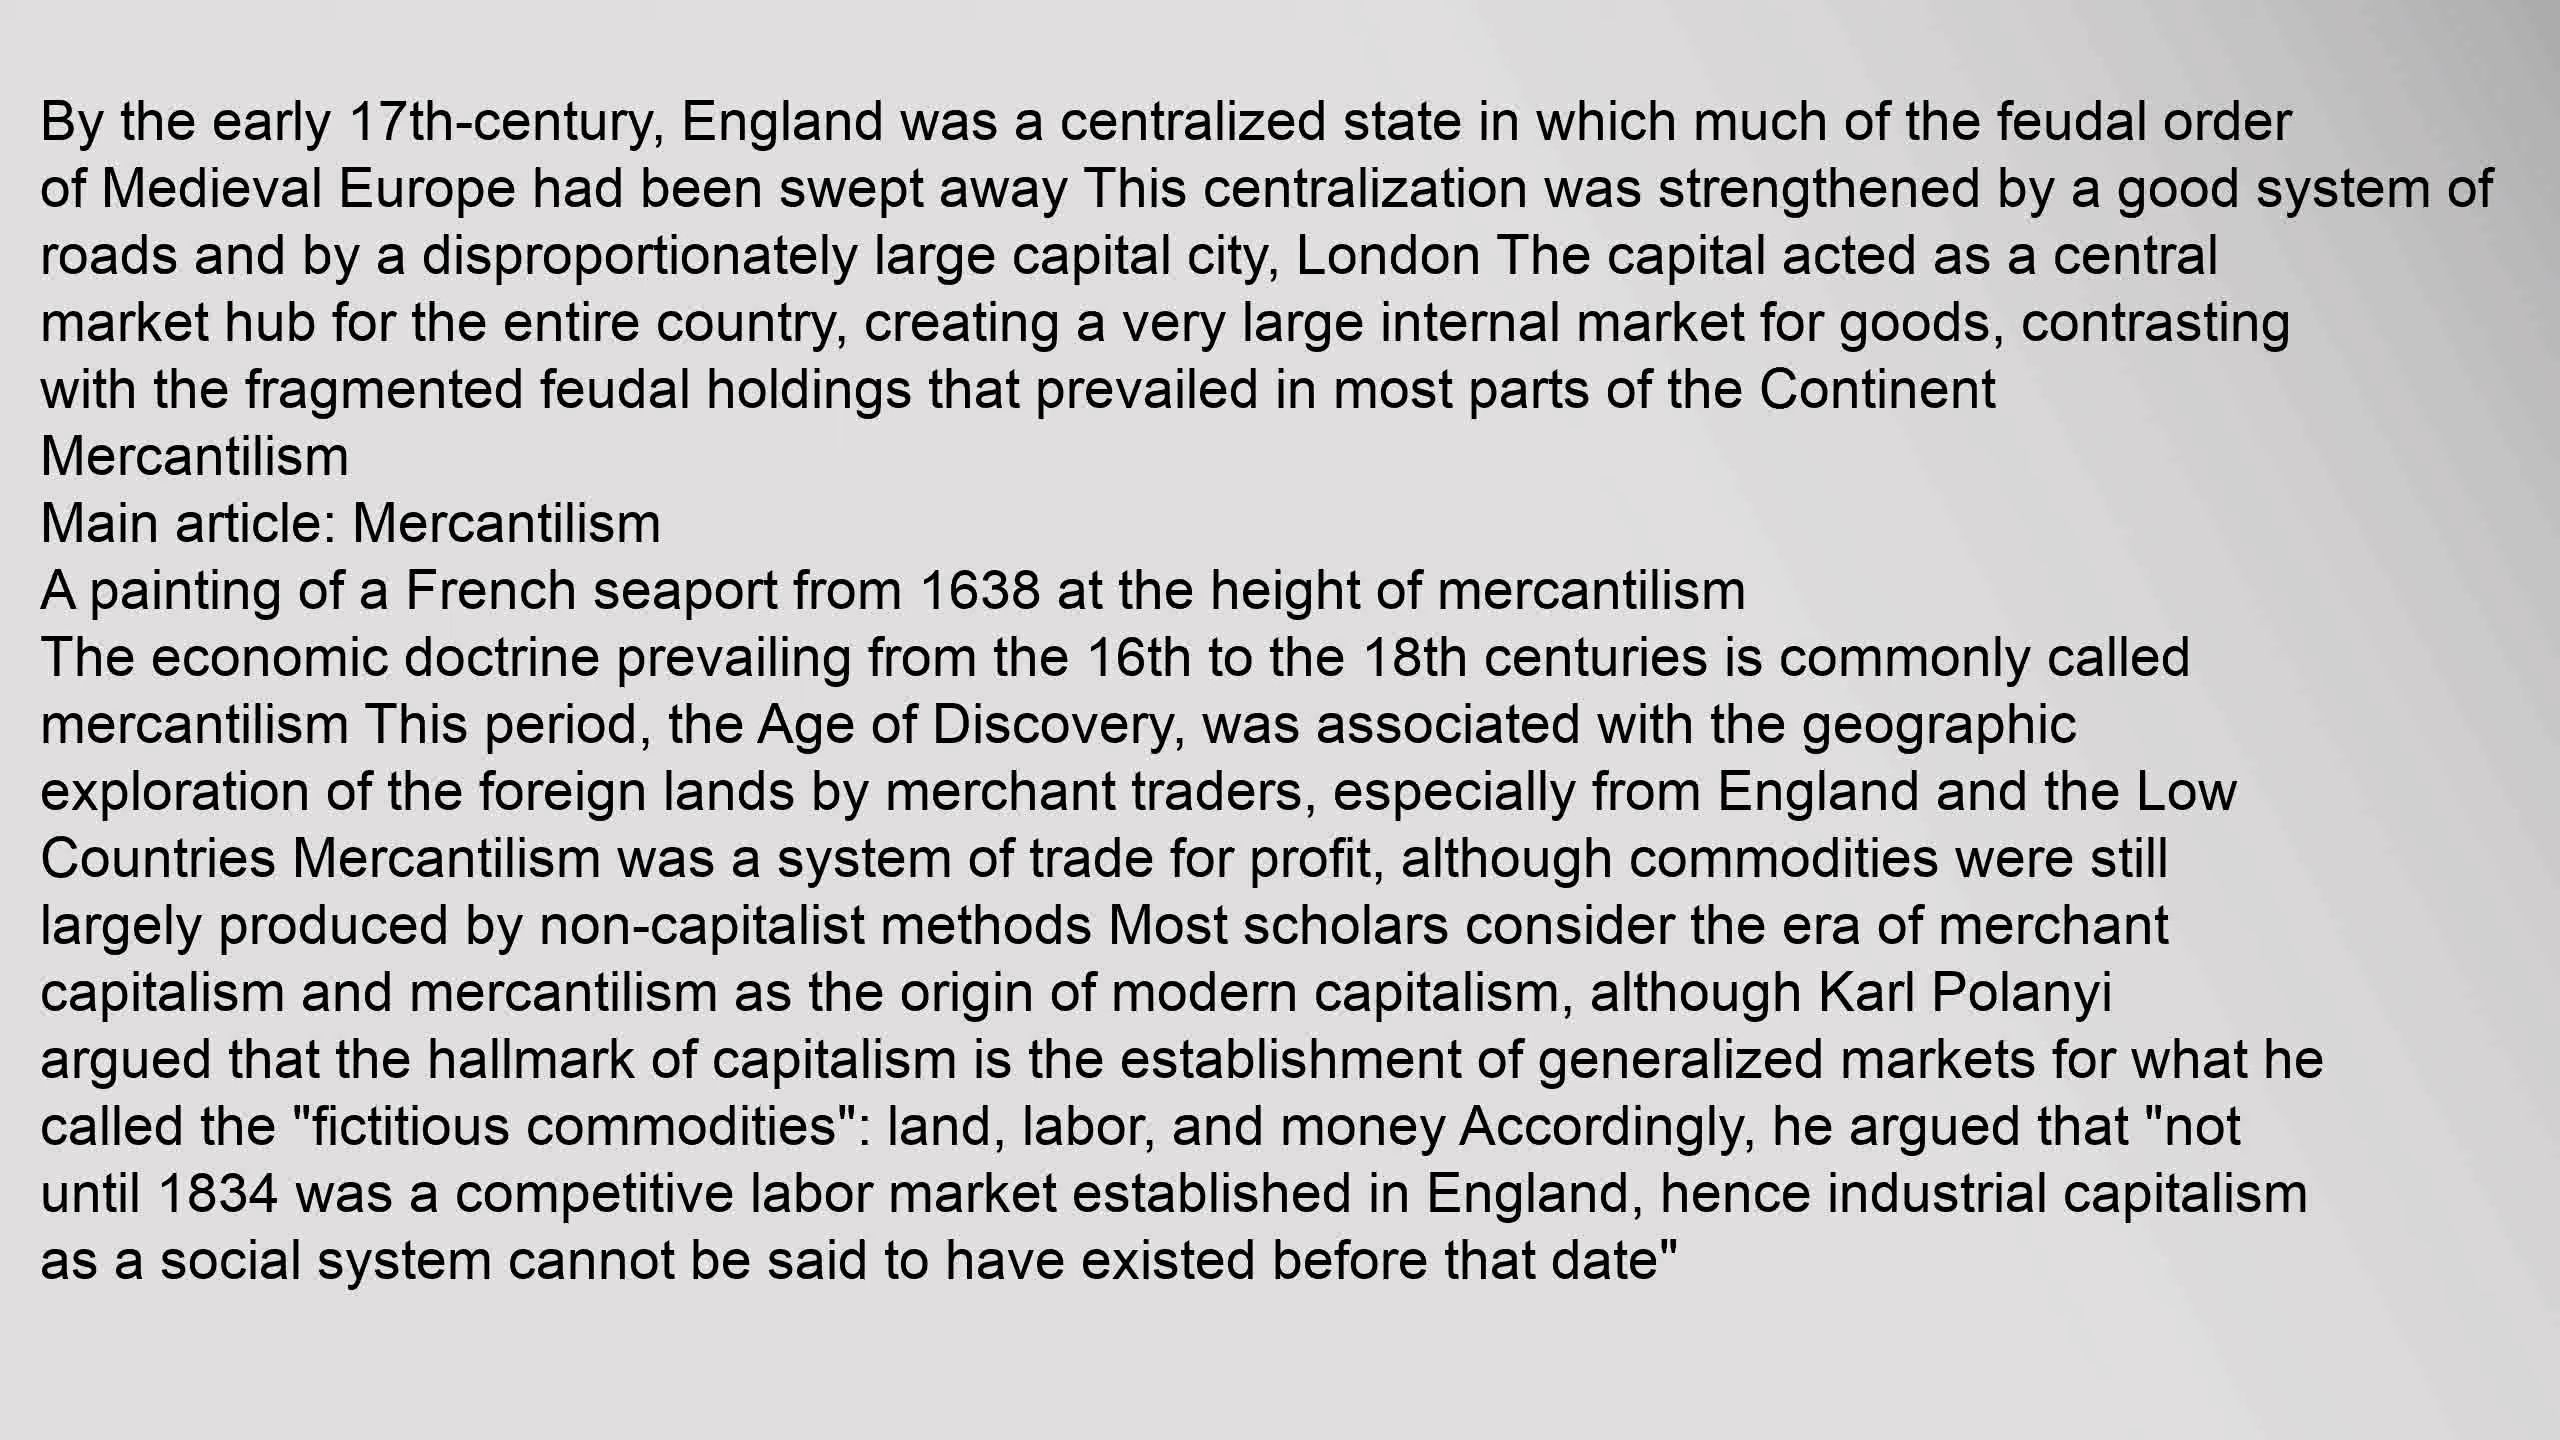 By the early 17th-century, England was a centralized state in which much of the feudal order
of Medieval Europe had been swept away This centralization was strengthened by a good system of
roads and by a disproportionately large capital city, London The capital acted as a central
market hub for the entire country, creating a very large internal market for goods, contrasting
with the fragmented feudal holdings that prevailed in most parts of the Continent
Mercantilism
Main article: Mercantilism
A painting of a French seaport from 1638 at the height of mercantilism
The economic doctrine prevailing from the 16th to the 18th centuries is commonly called
mercantilism This period, the Age of Discovery, was associated with the geographic
exploration of the foreign lands by merchant traders, especially from England and the Low
Countries Mercantilism was a system of trade for profit, although commodities were still
largely produced by non-capitalist methods Most scholars consider the era of merchant
capitalism and mercantilism as the origin of modern capitalism, although Karl Polanyi
argued that the hallmark of capitalism is the establishment of generalized markets for what he
called the "fictitious commodities": land, labor, and money Accordingly, he argued that "not
until 1834 was a competitive labor market established in England, hence industrial capitalism
as a social system cannot be said to have existed before that date"